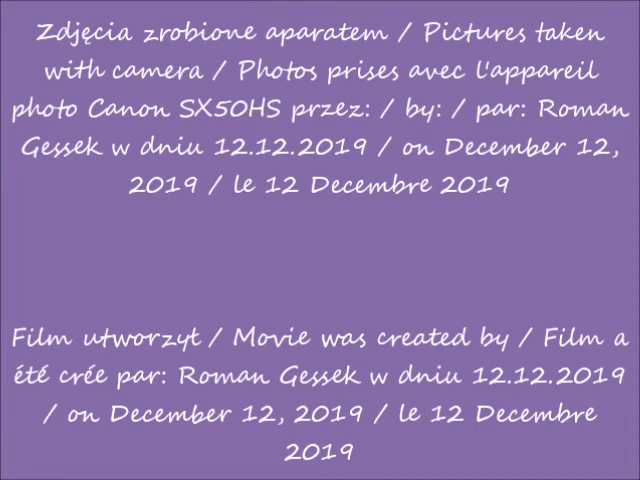 Zdjęcia zrobione aparatem / Pictures taken
with camera / Photos prises avec l'appareil
photo Canon SX50HS przez: / by: / par: Roman
Gessek w dniu 12.12.2019 / on December 12,
2019 / le 12 Decembre 2019
Film utworzył / Movie was created by / Film a
été crée par: Roman Gessek w dniu 12.12.2019
/ on December 12, 2019 / le 12 Decembre
2019